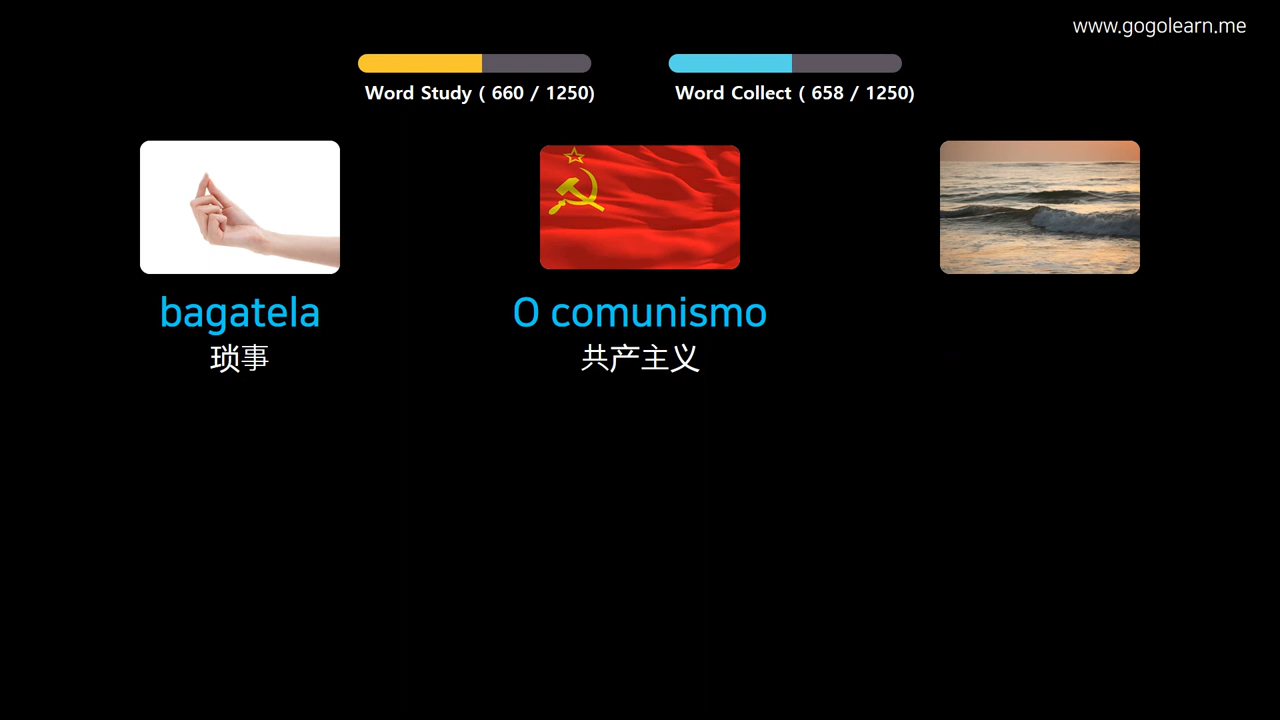 www.gogolearn.me
Word Study ( 660 / 1250)
Word Collect ( 658 / 1250)
bagatela
琐事
O comunismo
共产主义